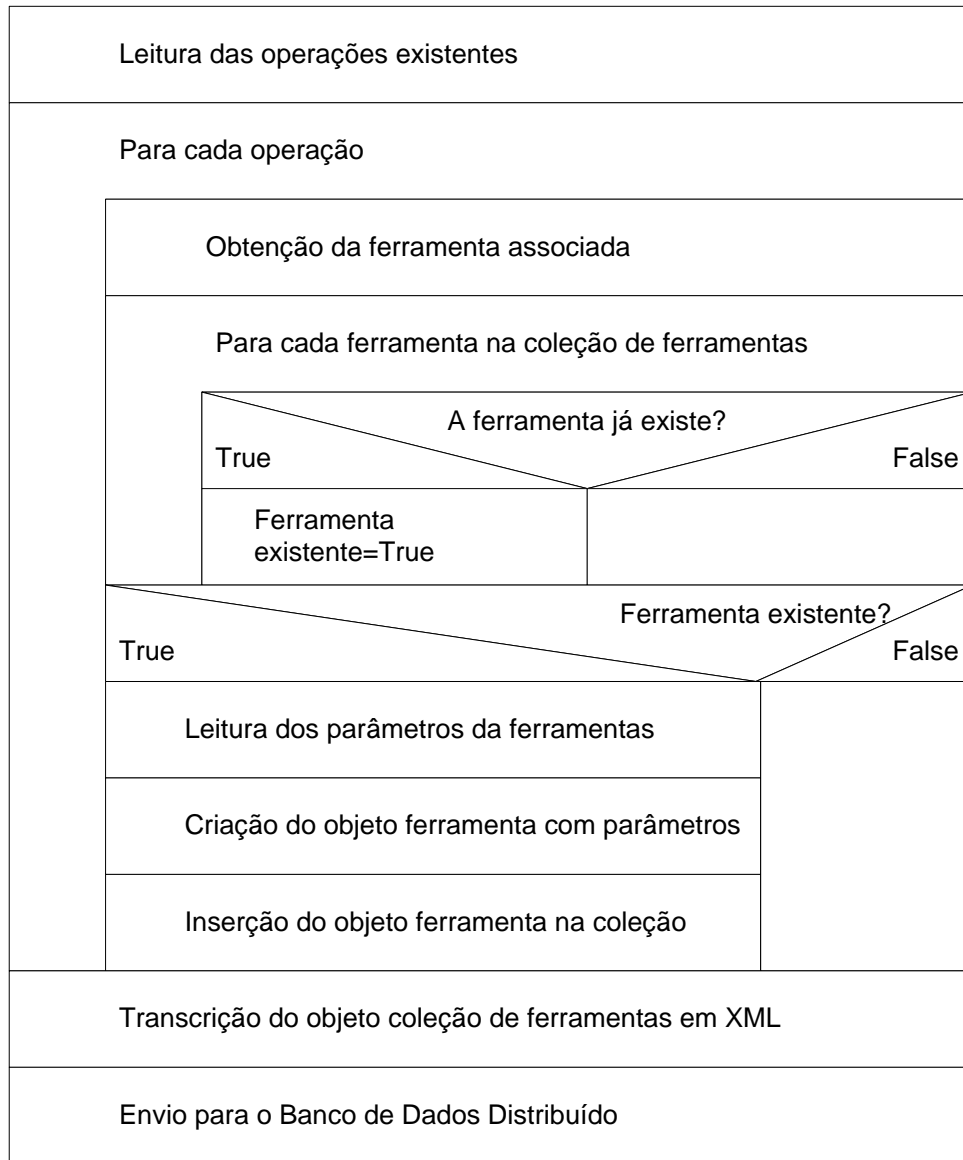 Leitura das operações existentes
Para cada operação
Obtenção da ferramenta associada
Para cada ferramenta na coleção de ferramentas
A ferramenta já existe?
True
False
Ferramenta
existente=True
Ferramenta existente?
True
False
Leitura dos parâmetros da ferramentas
Criação do objeto ferramenta com parâmetros
Inserção do objeto ferramenta na coleção
Transcrição do objeto coleção de ferramentas em XML
Envio para o Banco de Dados Distribuído